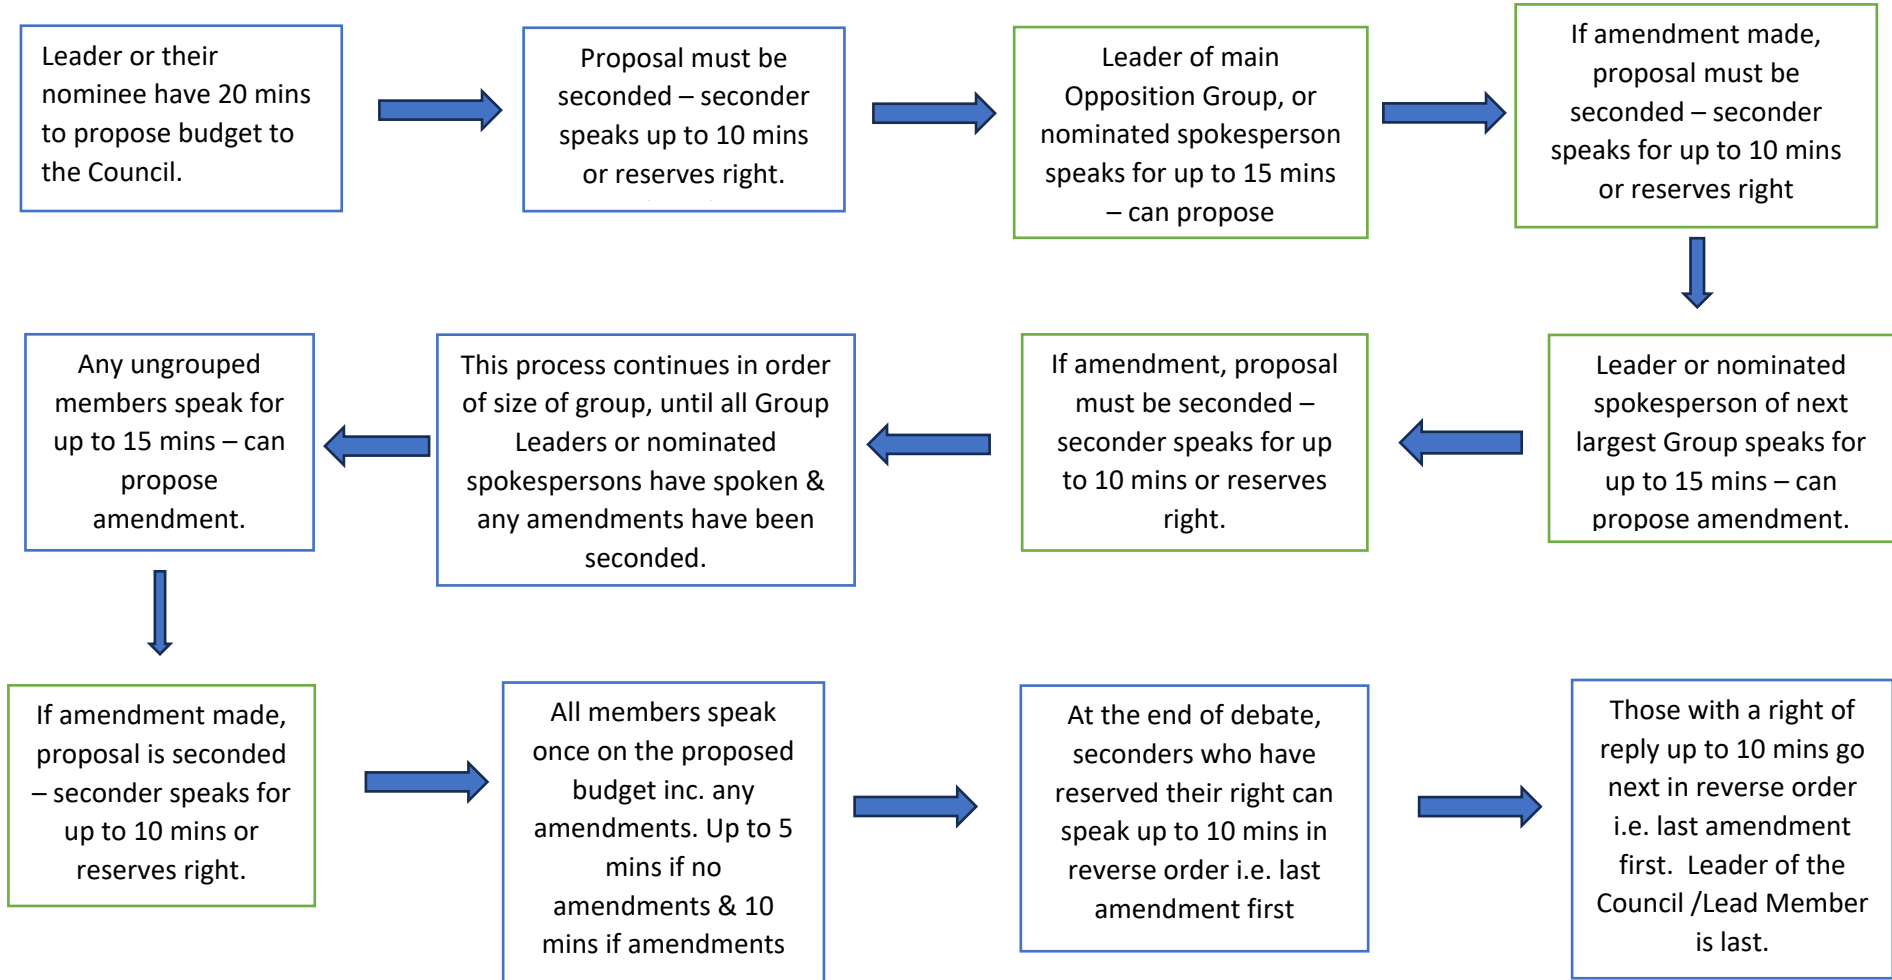 Leader or their
nominee have 20 mins
to propose budget to
the Council.
Proposal must be
seconded – seconder
speaks up to 10 mins
or reserves right.
Leader of main
Opposition Group, or
nominated spokesperson
speaks for up to 15 mins
– can propose
If amendment made,
proposal must be
seconded – seconder
speaks for up to 10 mins
or reserves right
Leader or nominated
spokesperson of next
largest Group speaks for
up to 15 mins – can
propose amendment.
If amendment, proposal
must be seconded –
seconder speaks for up
to 10 mins or reserves
right.
This process continues in order
of size of group, until all Group
Leaders or nominated
spokespersons have spoken &
any amendments have been
seconded.
Any ungrouped
members speak for
up to 15 mins – can
propose
amendment.
If amendment made,
proposal is seconded
– seconder speaks for
up to 10 mins or
reserves right.
All members speak
once on the proposed
budget inc. any
amendments. Up to 5
mins if no
amendments & 10
mins if amendments
At the end of debate,
seconders who have
reserved their right can
speak up to 10 mins in
reverse order i.e. last
amendment first
Those with a right of
reply up to 10 mins go
next in reverse order
i.e. last amendment
first. Leader of the
Council /Lead Member
is last.